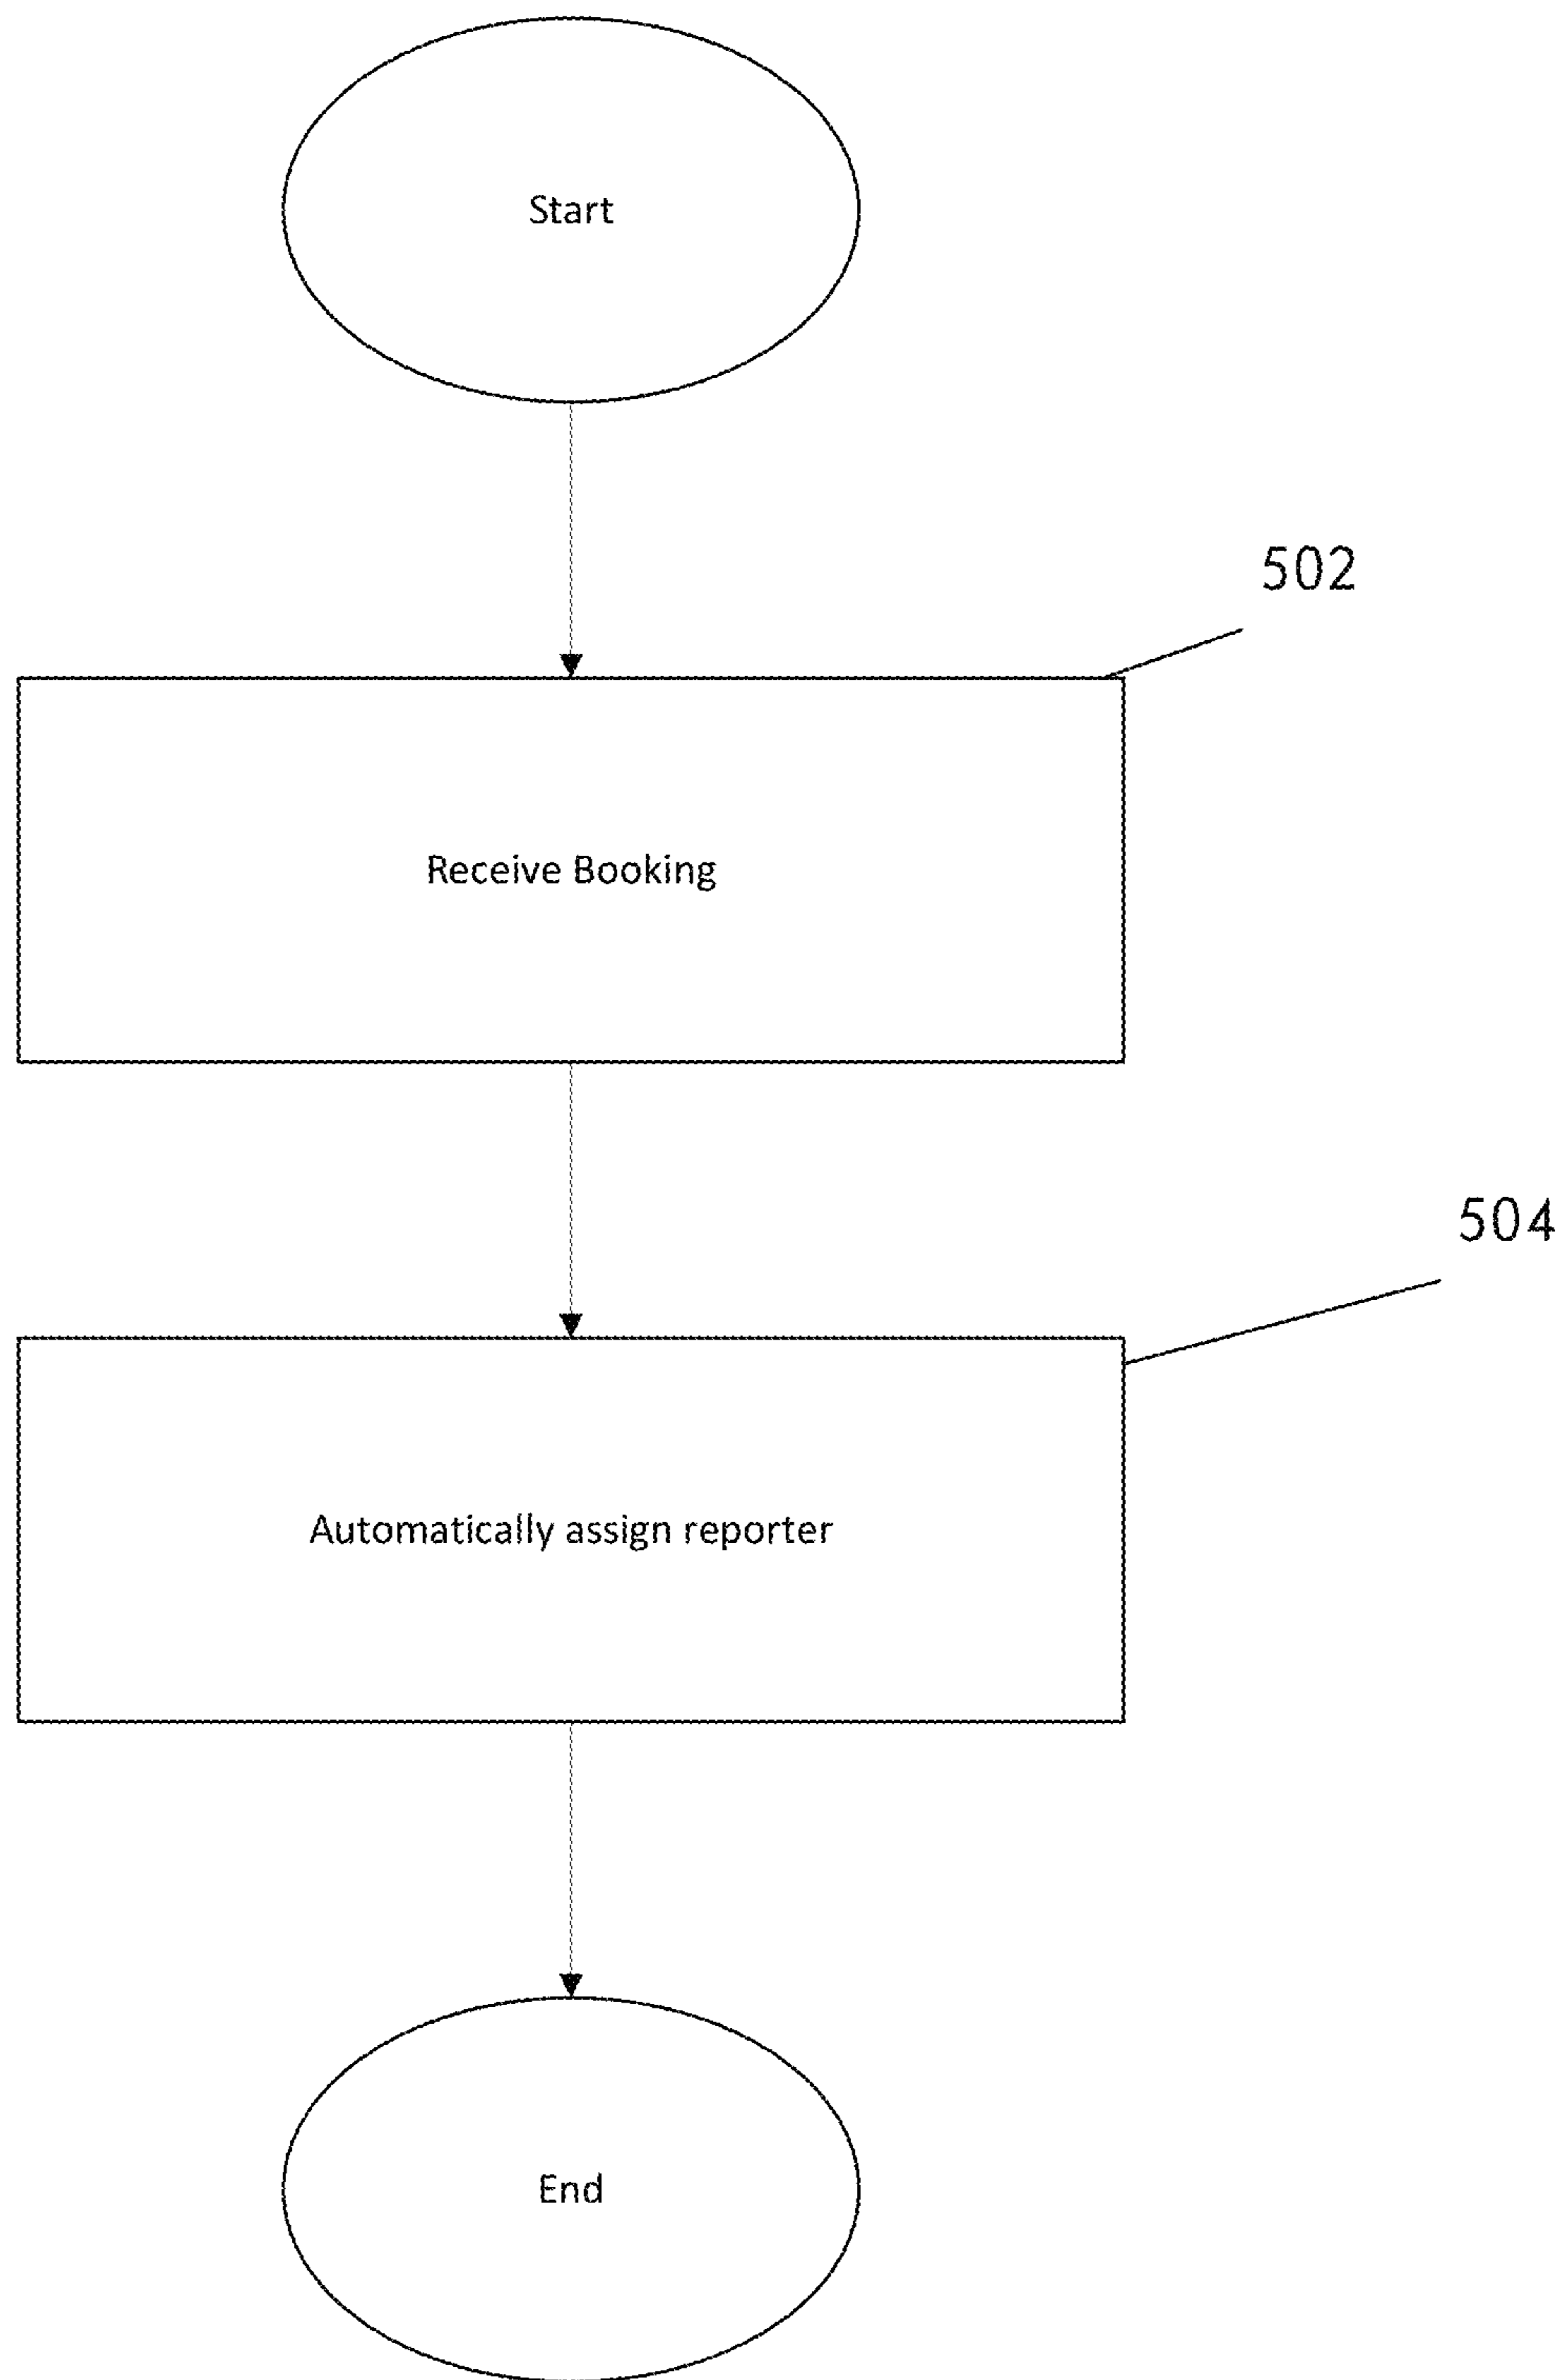 Start
502
Receive Booking
504
Automatically assign reporter
End